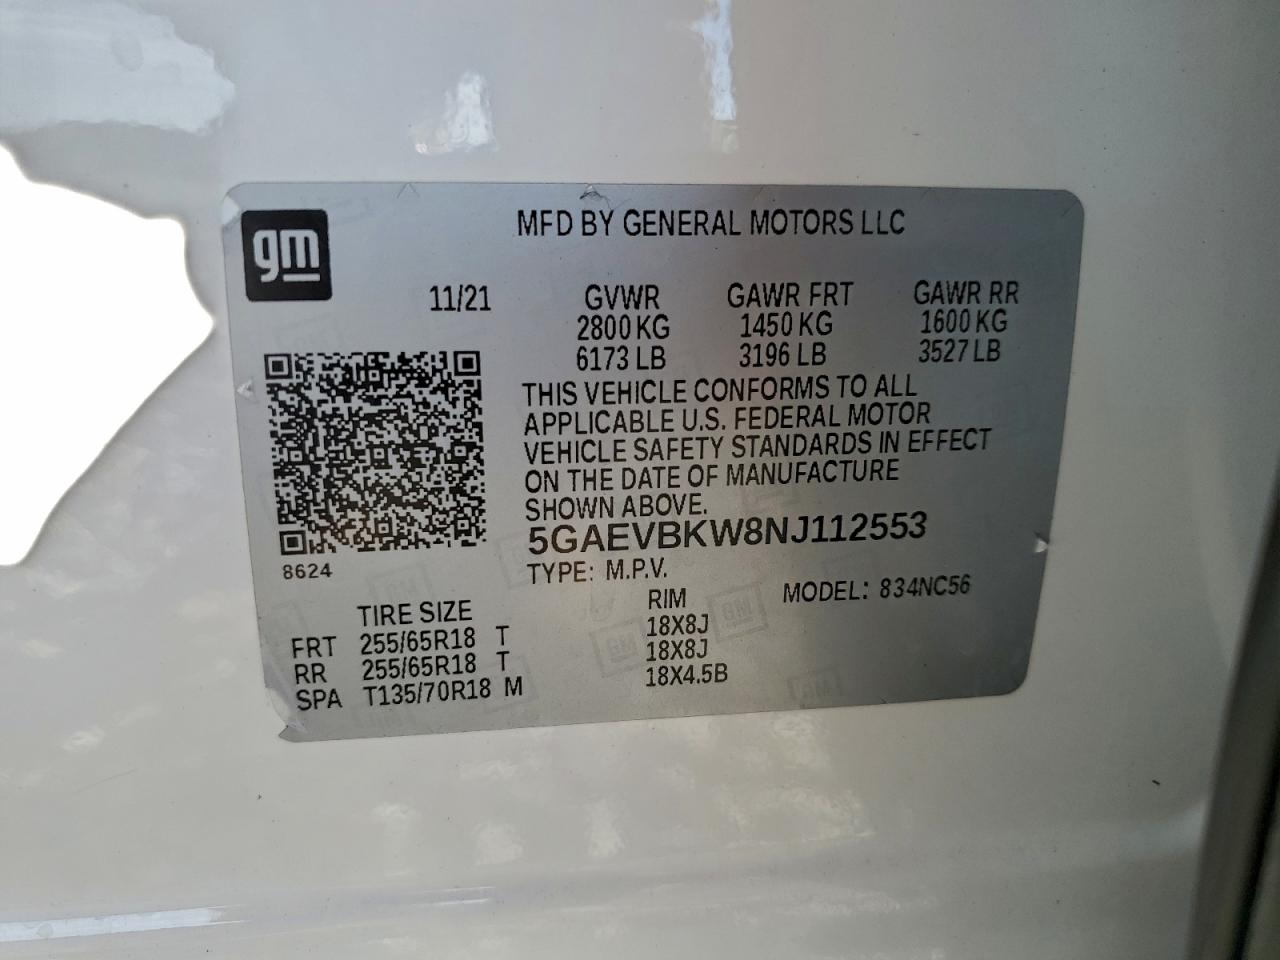 gm
MFD BY GENERAL MOTORS LLC
11/21
GVWR GAWR FRT GAWR RR
2800 KG 1450 KG 1600 KG
6173 LB 3196 LB 3527 LB
THIS VEHICLE CONFORMS TO ALL
APPLICABLE U.S. FEDERAL MOTOR
VEHICLE SAFETY STANDARDS IN EFFECT
ON THE DATE OF MANUFACTURE
SHOWN ABOVE.
5GAEVBKW8NJ112553
8624
TYPE: M.P.V. MODEL: 834NC56
TIRE SIZE RIM
FRT 255/65R18 T 18X8J
RR 255/65R18 T 18X8J
SPA T135/70R18 M 18X4.5B
GM
GM
GM